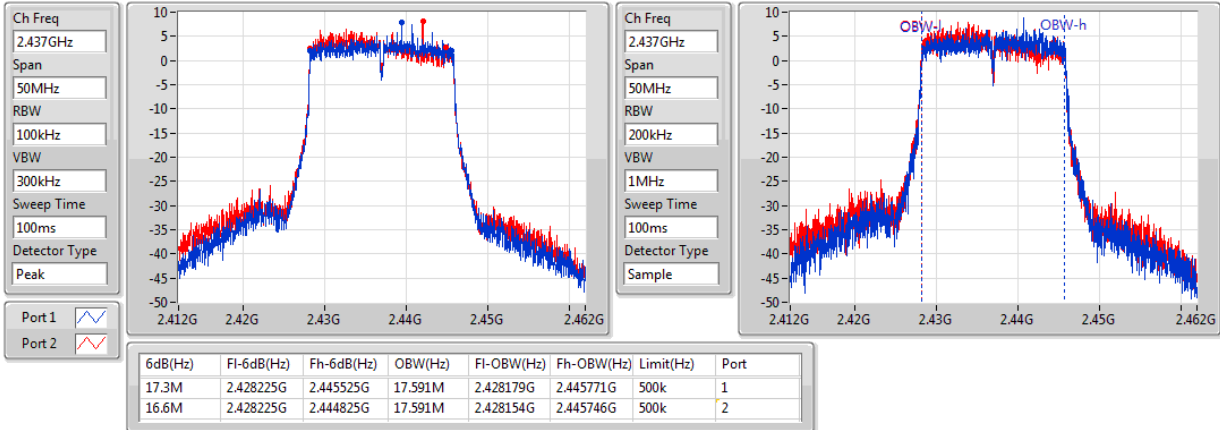 Ch Freq
2.437GHz
Span
50MHz
RBW
100kHz
VBW
300kHz
Sweep Time
100ms
Detector Type
Peak
Port 1
Port 2
10
5
0
-5
-10
-15
-20
-25
-30
-35
-40
-45
-50
2.412G 2.42G 2.43G 2.44G 2.45G 2.462G
Ch Freq
2.437GHz
Span
50MHz
RBW
200kHz
VBW
1MHz
Sweep Time
100ms
Detector Type
Sample
OBW-l OBW-h
10
5
0
-5
-10
-15
-20
-25
-30
-35
-40
-45
-50
2.412G 2.42G 2.43G 2.44G 2.45G 2.462G
6dB(Hz) Fl-6dB(Hz) Fh-6dB(Hz) OBW(Hz) Fl-OBW(Hz) Fh-OBW(Hz) Limit(Hz) Port
17.3M 2.428225G 2.445525G 17.591M 2.428179G 2.445771G 500k 1
16.6M 2.428225G 2.444825G 17.591M 2.428154G 2.445746G 500k 2